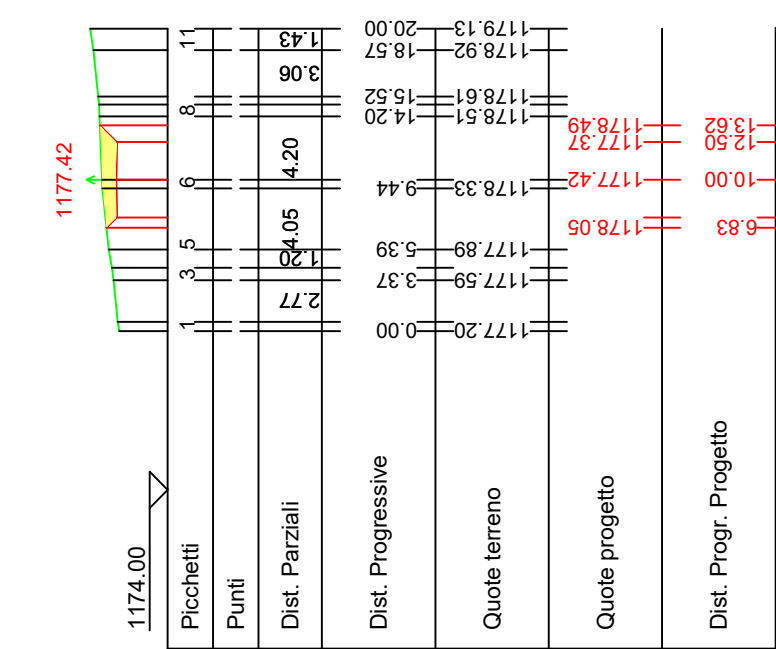 1177.42
1174.00
Picchetti 1 3 5 6 8 11
Punti
Dist. Parziali 2.77 1.20 4.05 4.20 3.06 1.43
Dist. Progressive 0.00 3.37 5.39 9.44 14.20 15.52 18.57 20.00
Quote terreno 1177.20 1177.59 1177.89 1178.33 1178.51 1178.61 1178.92 1179.13
Quote progetto 1178.05 1177.42 1177.37 1178.49
Dist. Progr. Progetto 6.83 10.00 12.50 13.62